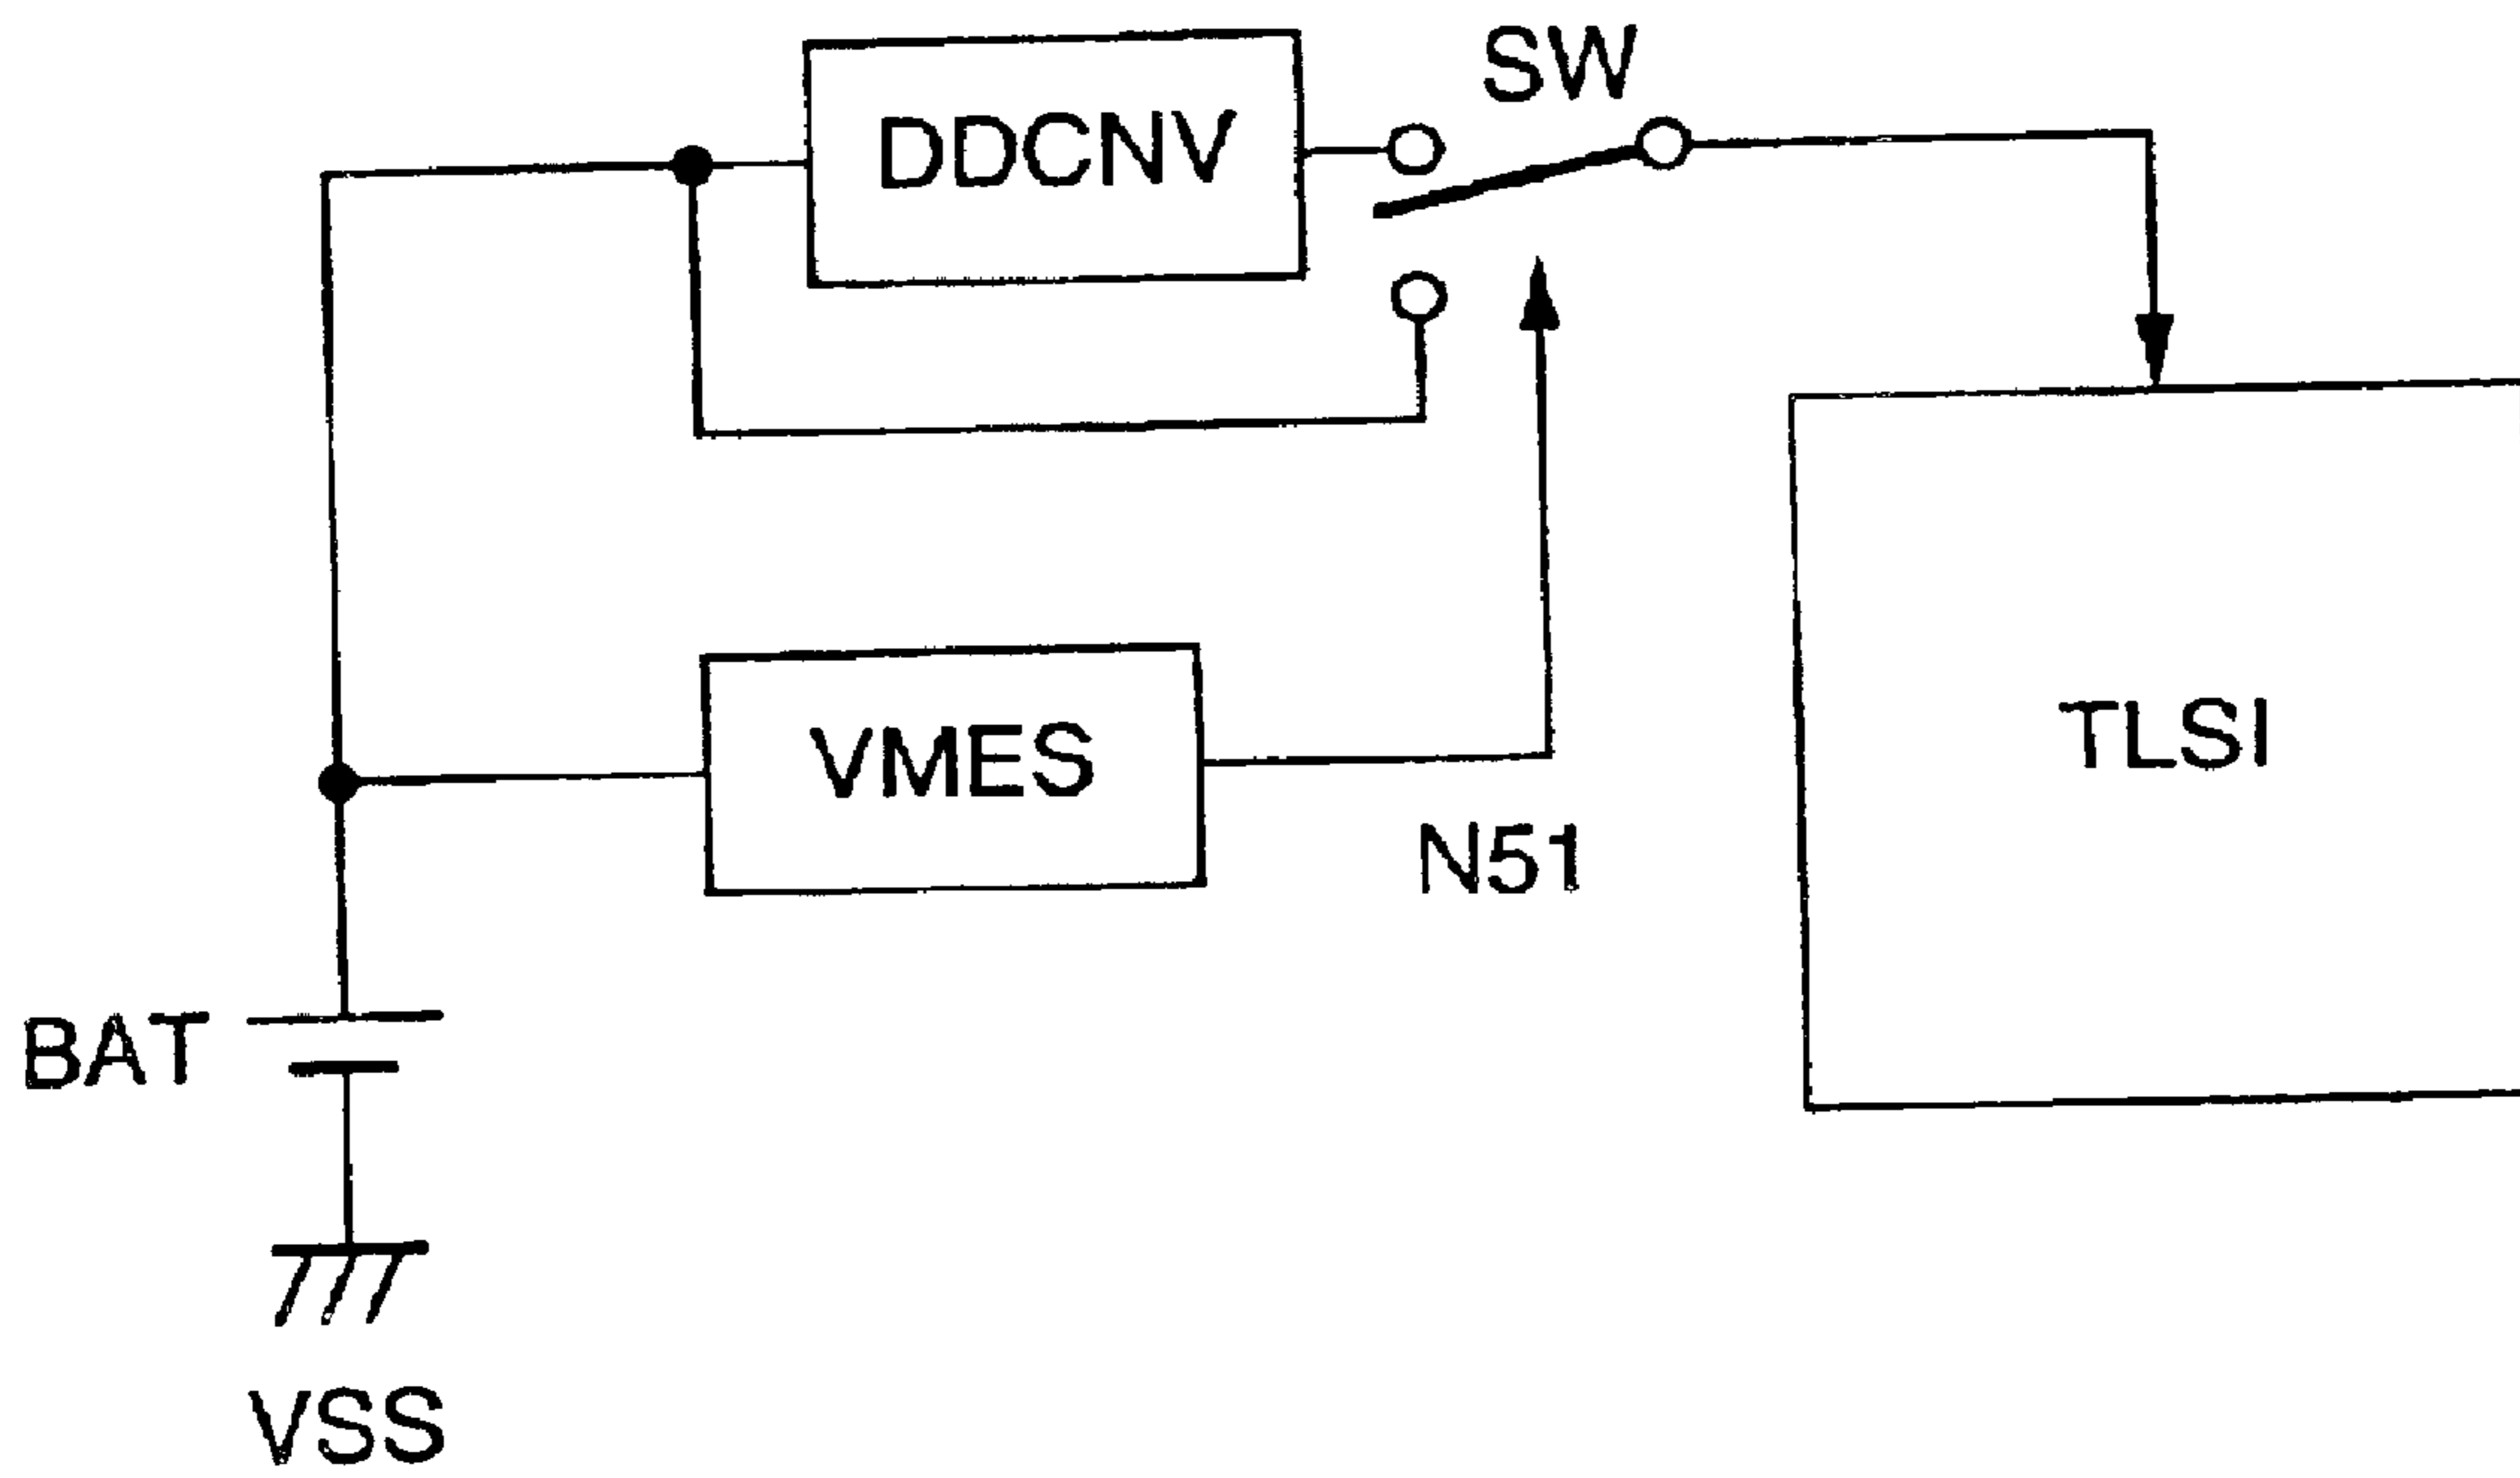 SW
DDCNV
VMES
TLSI
N51
BAT
VSS